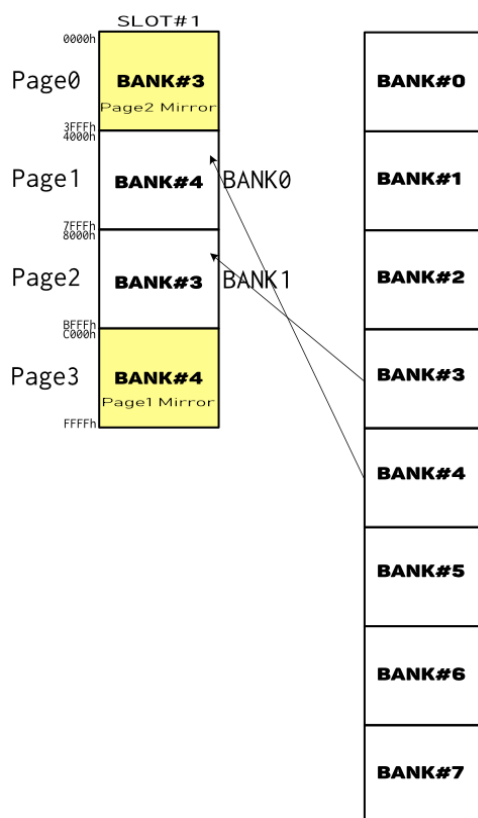 SLOT#1
0000h
Page0
BANK#3
Page2 Mirror
3FFFh
4000h
Page1
BANK#4
BANK0
7FFFh
8000h
Page2
BANK#3
BANK1
BFFFh
C000h
Page3
BANK#4
Page1 Mirror
FFFFh
BANK#0
BANK#1
BANK#2
BANK#3
BANK#4
BANK#5
BANK#6
BANK#7